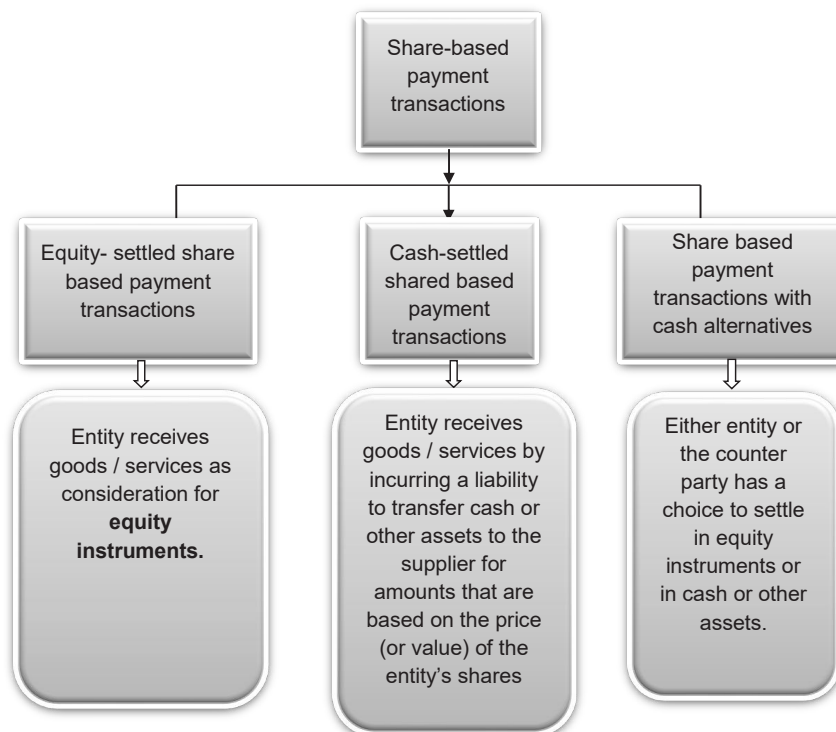 Share-based
payment
transactions
Equity- settled share
based payment
transactions
Cash-settled
shared based
payment
transactions
Share based
payment
transactions with
cash alternatives
Entity receives
goods / services as
consideration for
equity
instruments.
Entity receives
goods / services by
incurring a liability
to transfer cash or
other assets to the
supplier for
amounts that are
based on the price
(or value) of the
entity’s shares
Either entity or
the counter
party has a
choice to settle
in equity
instruments or
in cash or other
assets.